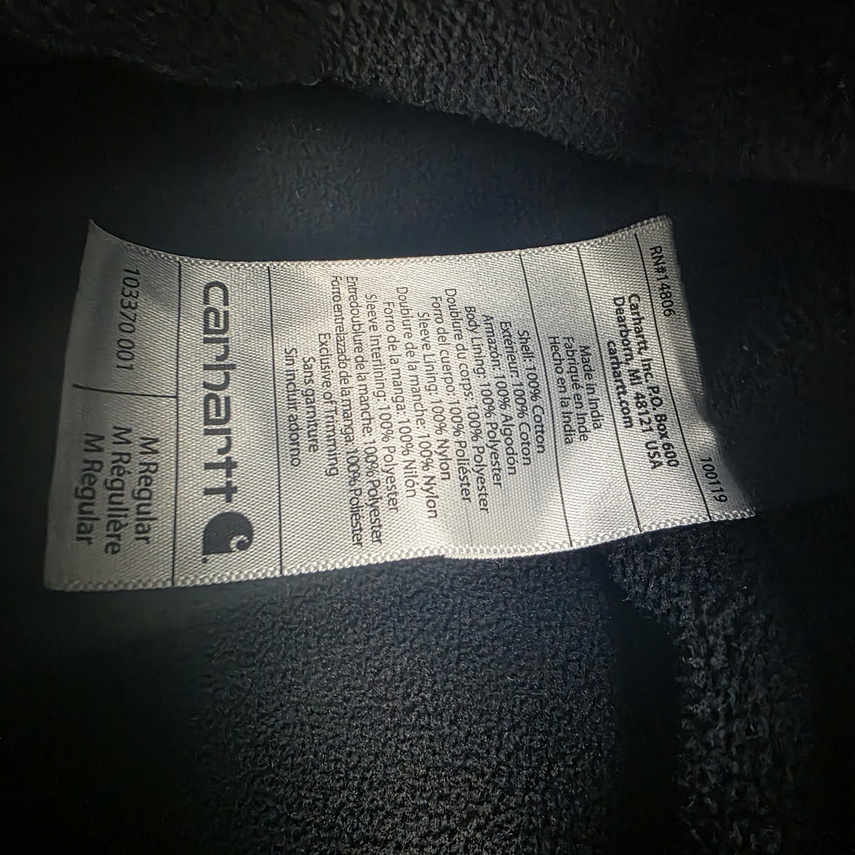 103370 001
M Regular
M Régulière
M Regular
carhartt
Shell: 100% Cotton
Extérieur: 100% Coton
Armazón: 100% Algodón
Body Lining: 100% Polyester
Doublure du corps: 100% Polyester
Forro del cuerpo: 100% Poliéster
Sleeve Lining: 100% Nylon
Doublure de la manche: 100% Nylon
Forro de la manga: 100% Nilón
Sleeve Interlining: 100% Polyester
Entredoublure de la manche: 100% Polyester
Forro entrelazado de la manga: 100% Poliéster
Exclusive of Trimming
Sans garniture
Sin incluir adorno
Made in India
Fabriqué en Inde
Hecho en la India
Carhartt, Inc. P.O. Box 600
Dearborn, MI 48121 USA
carhartt.com
RN# 14806
100119